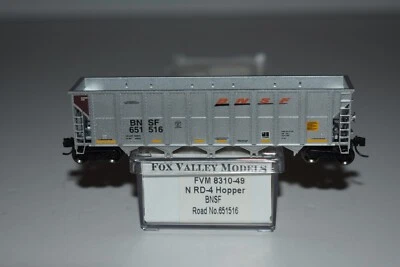 BNSF
BNSF
651516
FOX VALLEY MODELS
FVM 8310-49
N RD-4 Hopper
BNSF
Road No.651516